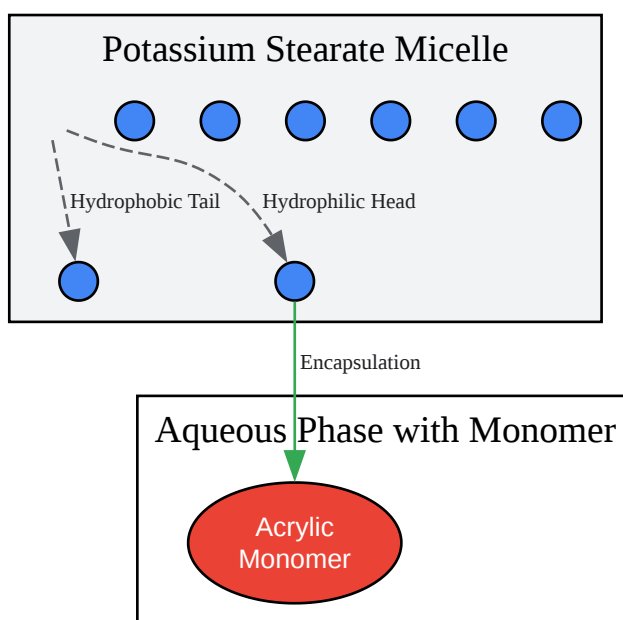 Potassium Stearate Micelle
Hydrophobic Tail
Hydrophilic Head
Encapsulation
Aqueous Phase with Monomer
Acrylic
Monomer